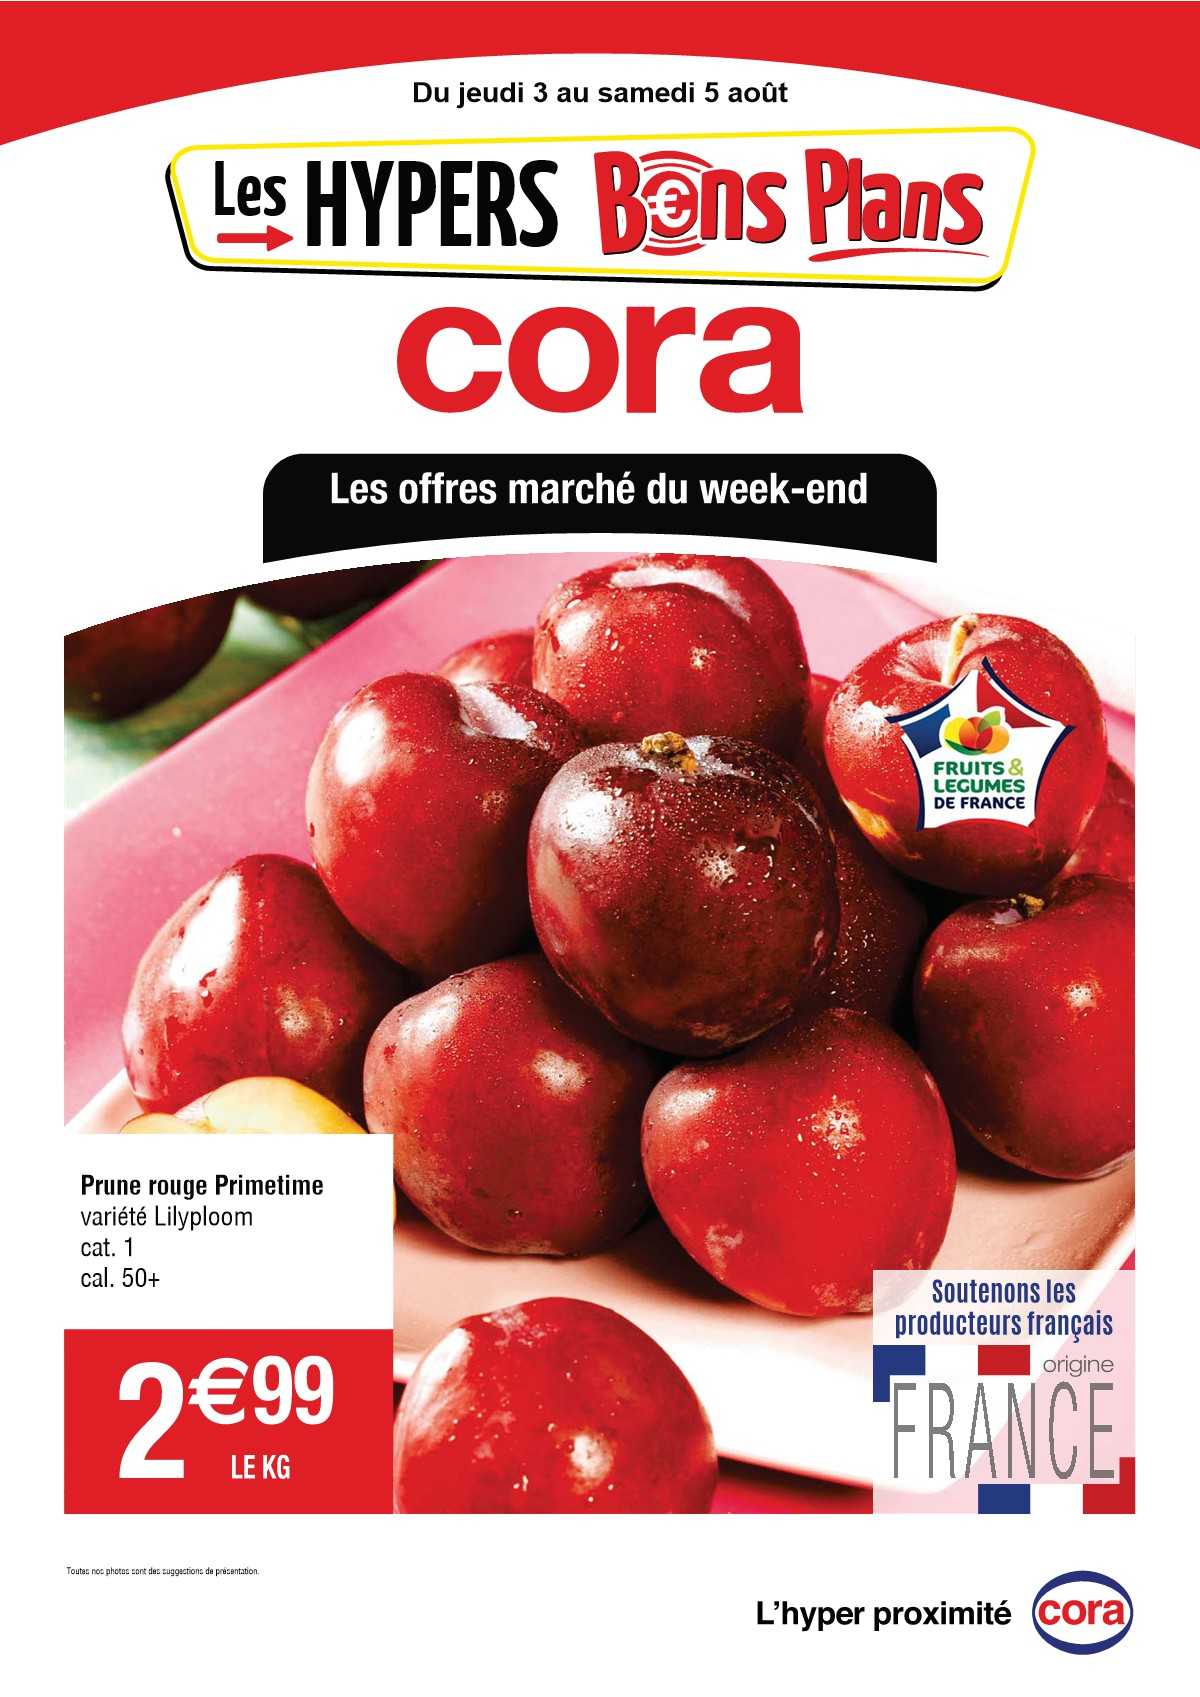 Du jeudi 3 au samedi 5 août
Les HYPERS Bons Plans
cora
Les offres marché du week-end
FRUITS &
LEGUMES
DE FRANCE
Prune rouge Primetime
variété Lilyploom
cat. 1
cal. 50+
2€99
LE KG
Soutenons les
producteurs français
origine
FRANCE
Toutes nos photos sont des suggestions de présentation.
L'hyper proximité cora